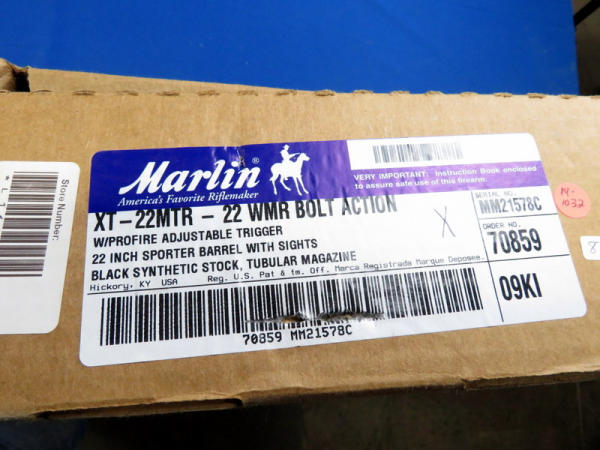 Marlin®
America's Favorite Riflemaker
VERY IMPORTANT: Instruction Book enclosed
to assure safe use of this firearm.
XT-22MTR - 22 WMR BOLT ACTION
W/PROFIRE ADJUSTABLE TRIGGER
22 INCH SPORTER BARREL WITH SIGHTS
BLACK SYNTHETIC STOCK, TUBULAR MAGAZINE
Hickory, KY USA Reg. U.S. Pat & tm. Off. Marca Registrada Marque Deposee.
X
SERIAL NO.
MM21578C
ORDER NO.
70859
09KI
70859 MM21578C
M-
1032
8
Store Number: